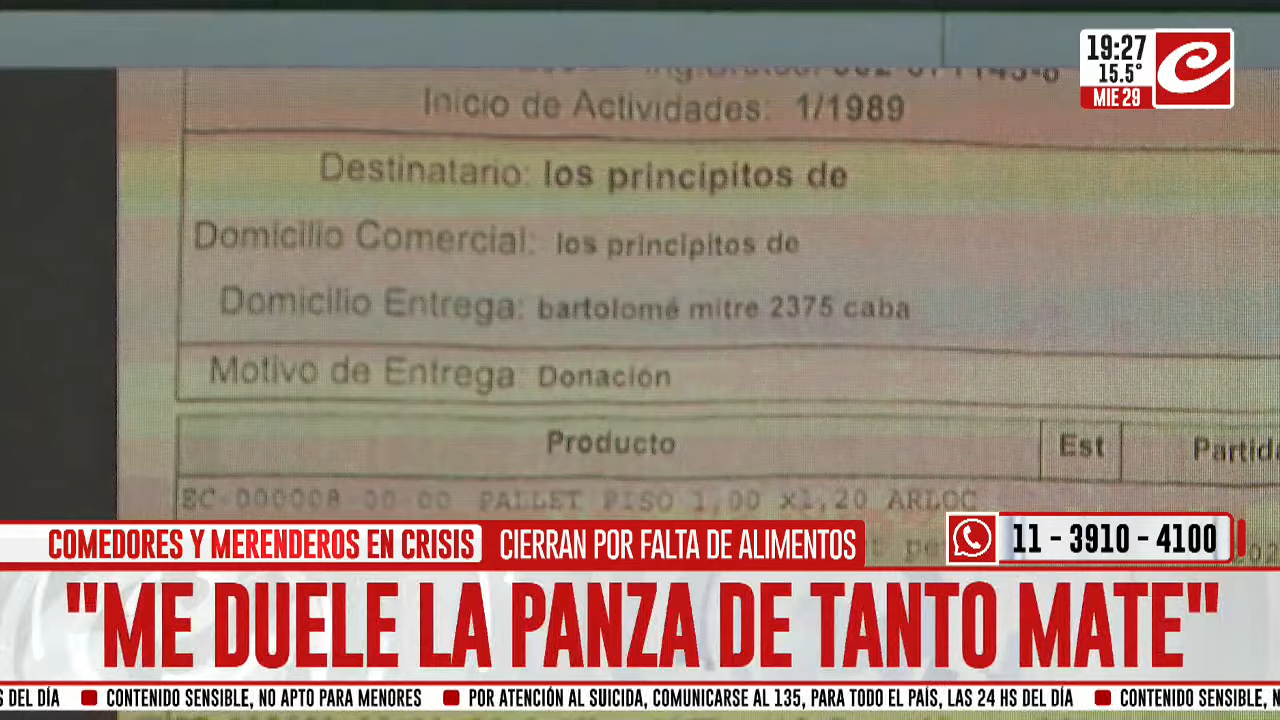 19:27
15.5°
MIE 29
Inicio de Actividades: 1/1989
Destinatario: los principitos de
Domicilio Comercial: los principitos de
Domicilio Entrega: bartolomé mitre 2375 caba
Motivo de Entrega: Donación
Producto Est Partida
PALLET PISO 1,00 X1,20 ARLOG
COMEDORES Y MERENDEROS EN CRISIS CIERRAN POR FALTA DE ALIMENTOS
11 - 3910 - 4100
"ME DUELE LA PANZA DE TANTO MATE"
S DEL DÍA CONTENIDO SENSIBLE, NO APTO PARA MENORES POR ATENCIÓN AL SUICIDA, COMUNICARSE AL 135, PARA TODO EL PAÍS, LAS 24 HS DEL DÍA CONTENIDO SENSIBLE, N